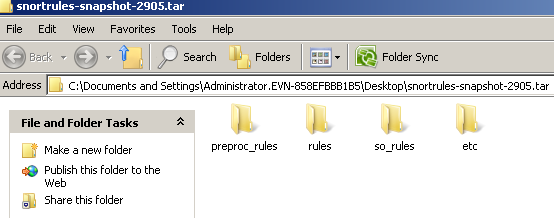 snortrules-snapshot-2905.tar
File Edit View Favorites Tools Help
Back Search Folders Folder Sync
Address C:\Documents and Settings\Administrator.EVN-858EFBBB1B5\Desktop\snortrules-snapshot-2905.tar
File and Folder Tasks
Make a new folder
Publish this folder to the
Web
Share this folder
preproc_rules rules so_rules etc